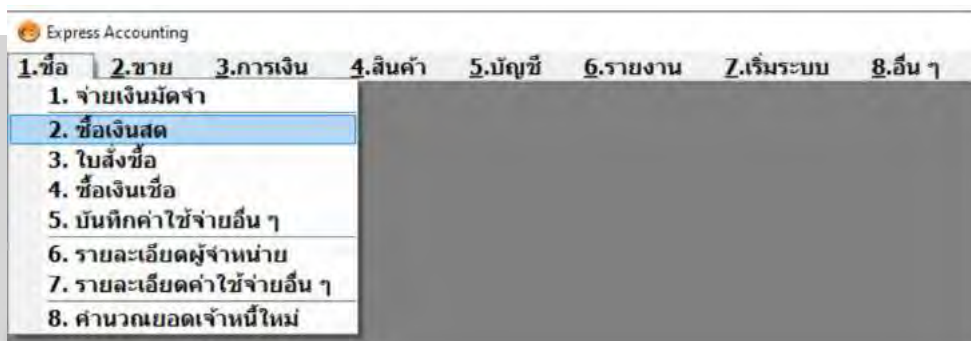 Express Accounting
1.ซื้อ 2.ขาย 3.การเงิน 4.สินค้า 5.บัญชี 6.รายงาน 7.เริ่มระบบ 8.อื่น ๆ
1. จ่ายเงินมัดจำ
2. ซื้อเงินสด
3. ใบสั่งซื้อ
4. ซื้อเงินเชื่อ
5. บันทึกค่าใช้จ่ายอื่น ๆ
6. รายละเอียดผู้จำหน่าย
7. รายละเอียดค่าใช้จ่ายอื่น ๆ
8. คำนวณยอดเจ้าหนี้ใหม่